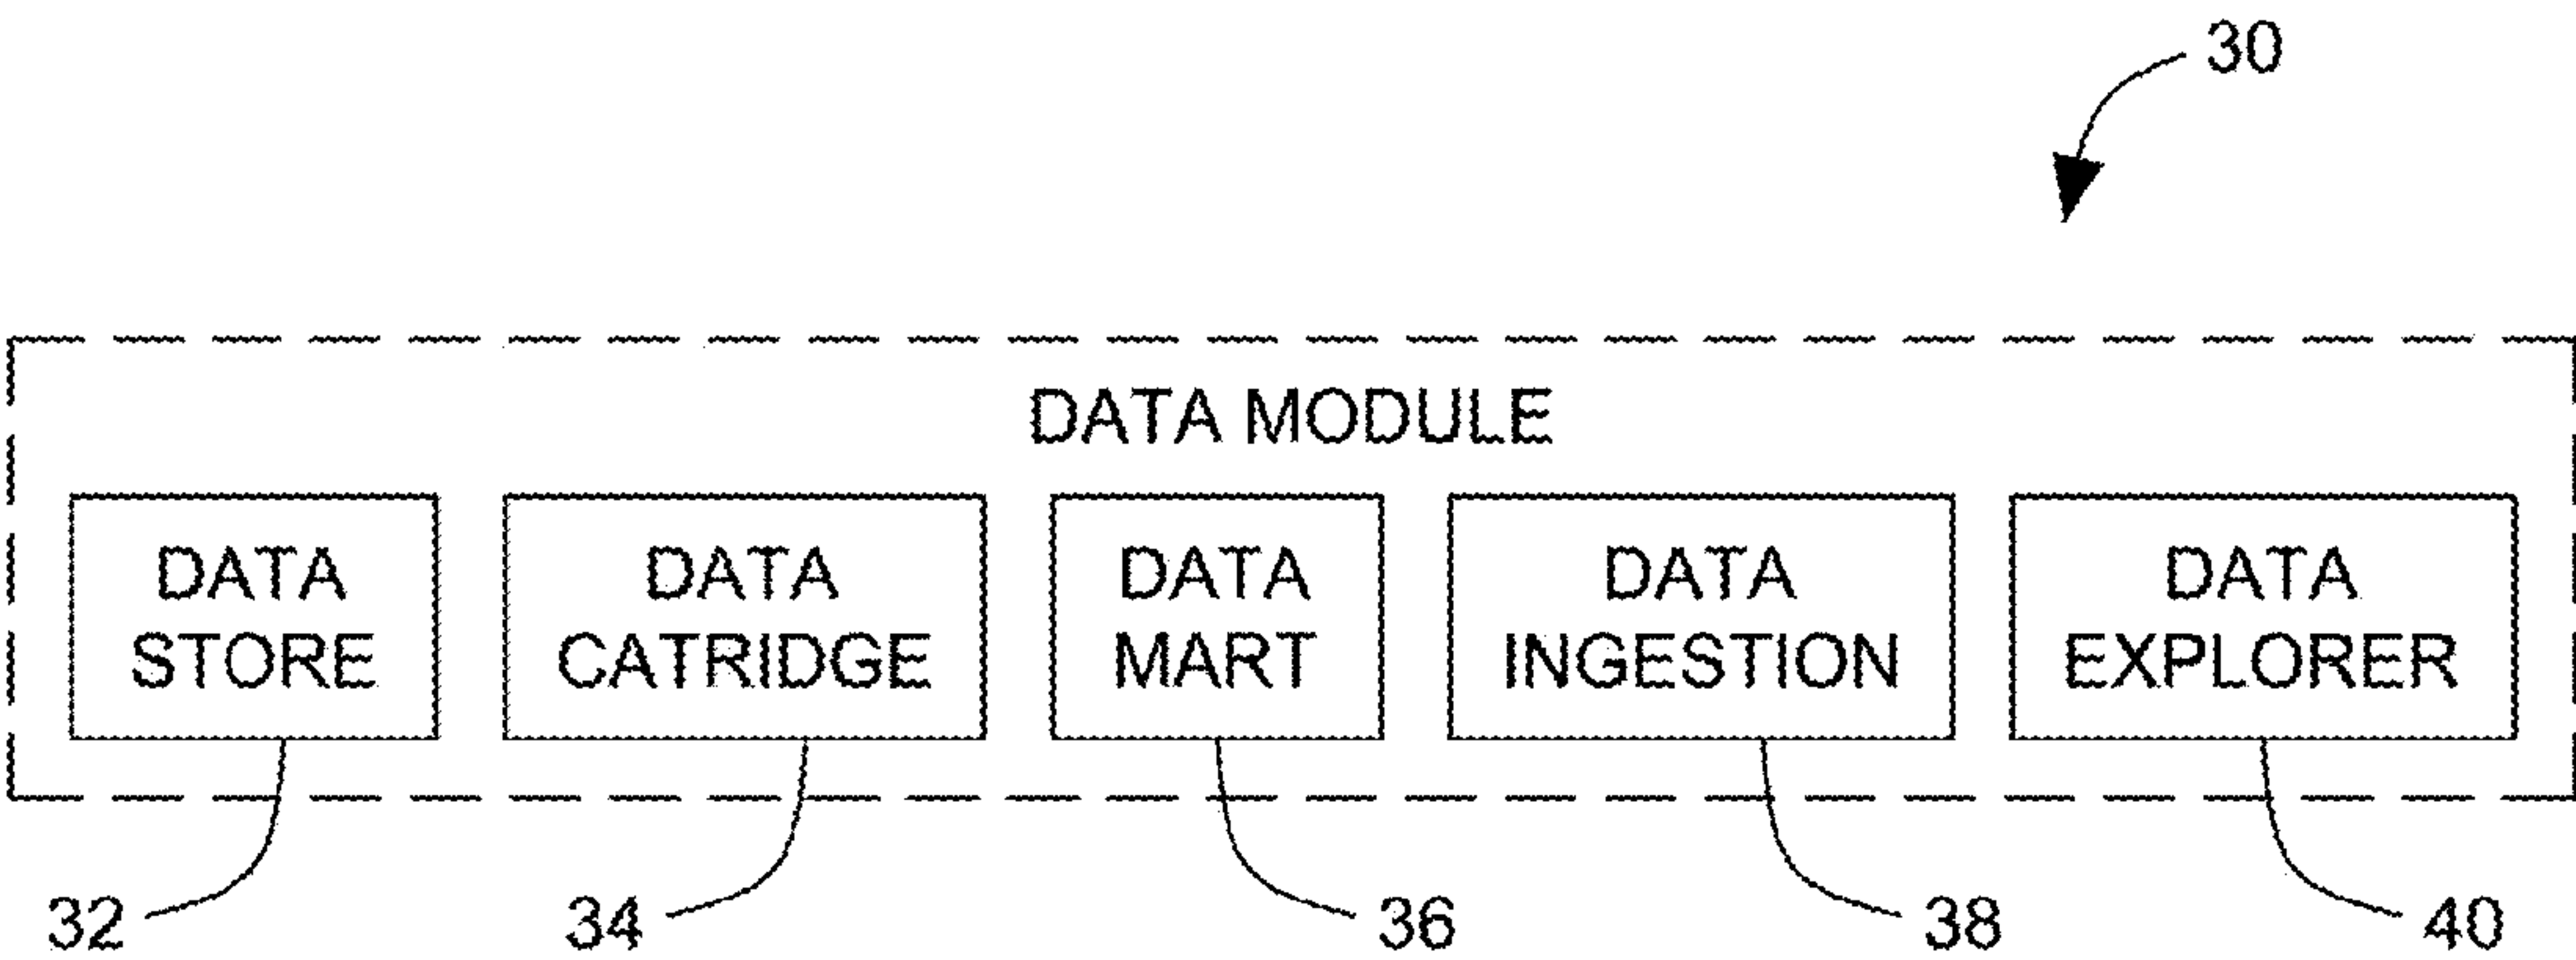 30
DATA MODULE
DATA
STORE
DATA
CATRIDGE
DATA
MART
DATA
INGESTION
DATA
EXPLORER
32
34
36
38
40